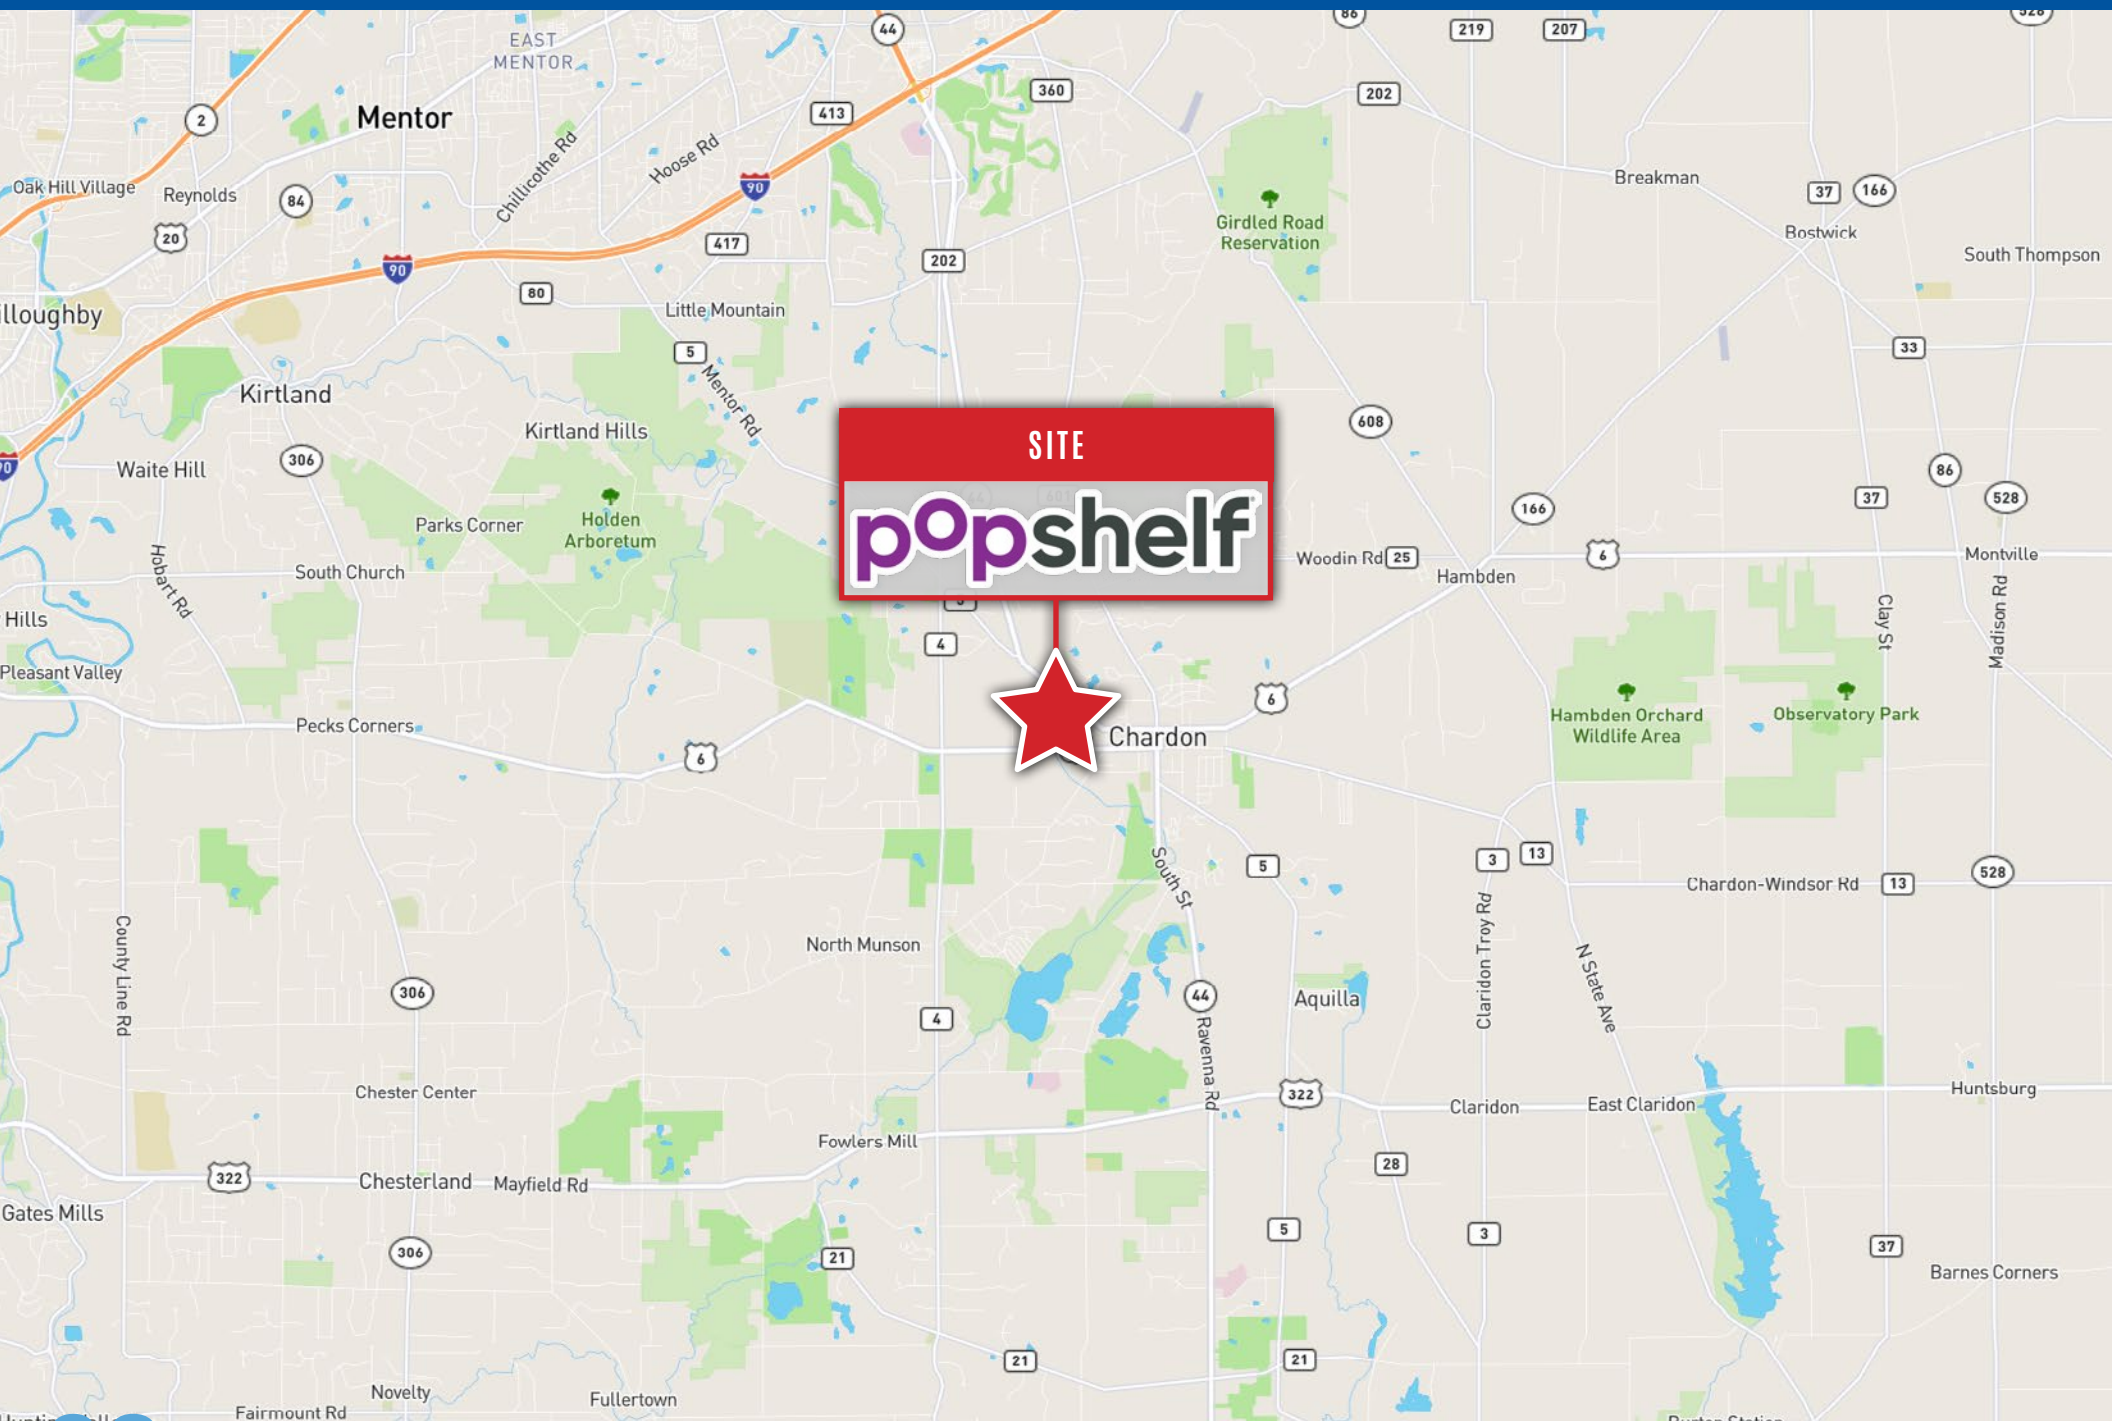 86
219
207
528
44
EAST
MENTOR
360
202
2
Mentor
413
Chillicothe Rd
Hoose Rd
Breakman
Oak Hill Village
Reynolds
84
90
37
166
Girdled Road
Reservation
20
417
Bostwick
202
South Thompson
90
80
Little Mountain
33
5
Mentor Rd
Kirtland
608
Kirtland Hills
SITE
306
Waite Hill
86
37
528
Parks Corner
Holden
Arboretum
popshelf
166
Woodin Rd
25
6
Montville
Hobart Rd
South Church
Hambden
Hills
Clay St
Madison Rd
4
Pleasant Valley
6
Hambden Orchard
Wildlife Area
Observatory Park
Pecks Corners
Chardon
6
South St
5
3
13
Chardon-Windsor Rd
13
528
County Line Rd
North Munson
Claridon Troy Rd
N State Ave
306
44
Aquilla
4
Ravenna Rd
Chester Center
322
Claridon
East Claridon
Huntsburg
Fowlers Mill
28
322
Chesterland
Mayfield Rd
Gates Mills
306
21
5
3
37
Barnes Corners
21
21
Novelty
Fullertown
Fairmount Rd